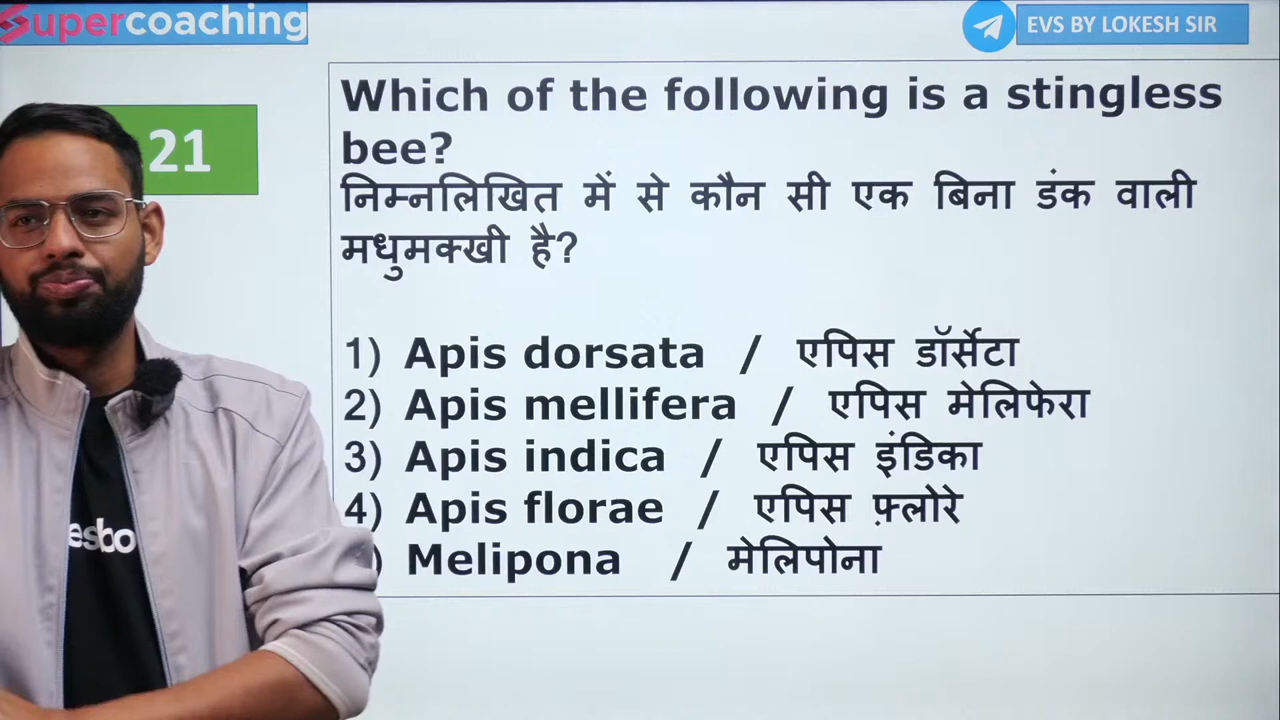 Supercoaching
EVS BY LOKESH SIR
21
Which of the following is a stingless
bee?
निम्नलिखित में से कौन सी एक बिना डंक वाली
मधुमक्खी है?
1) Apis dorsata / एपिस डॉर्सेटा
2) Apis mellifera / एपिस मेलिफेरा
3) Apis indica / एपिस इंडिका
4) Apis florae / एपिस फ़्लोरे
) Melipona / मेलिपोना
esbo